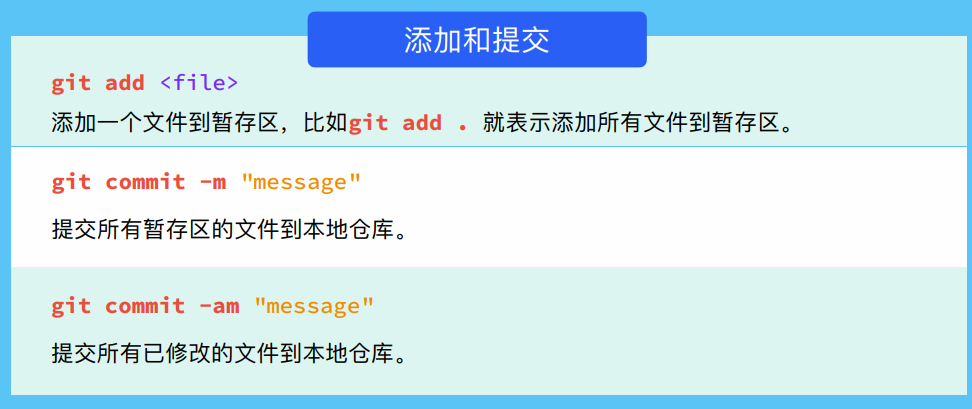 添加和提交
git add <file>
添加一个文件到暂存区，比如git add . 就表示添加所有文件到暂存区。
git commit -m "message"
提交所有暂存区的文件到本地仓库。
git commit -am "message"
提交所有已修改的文件到本地仓库。